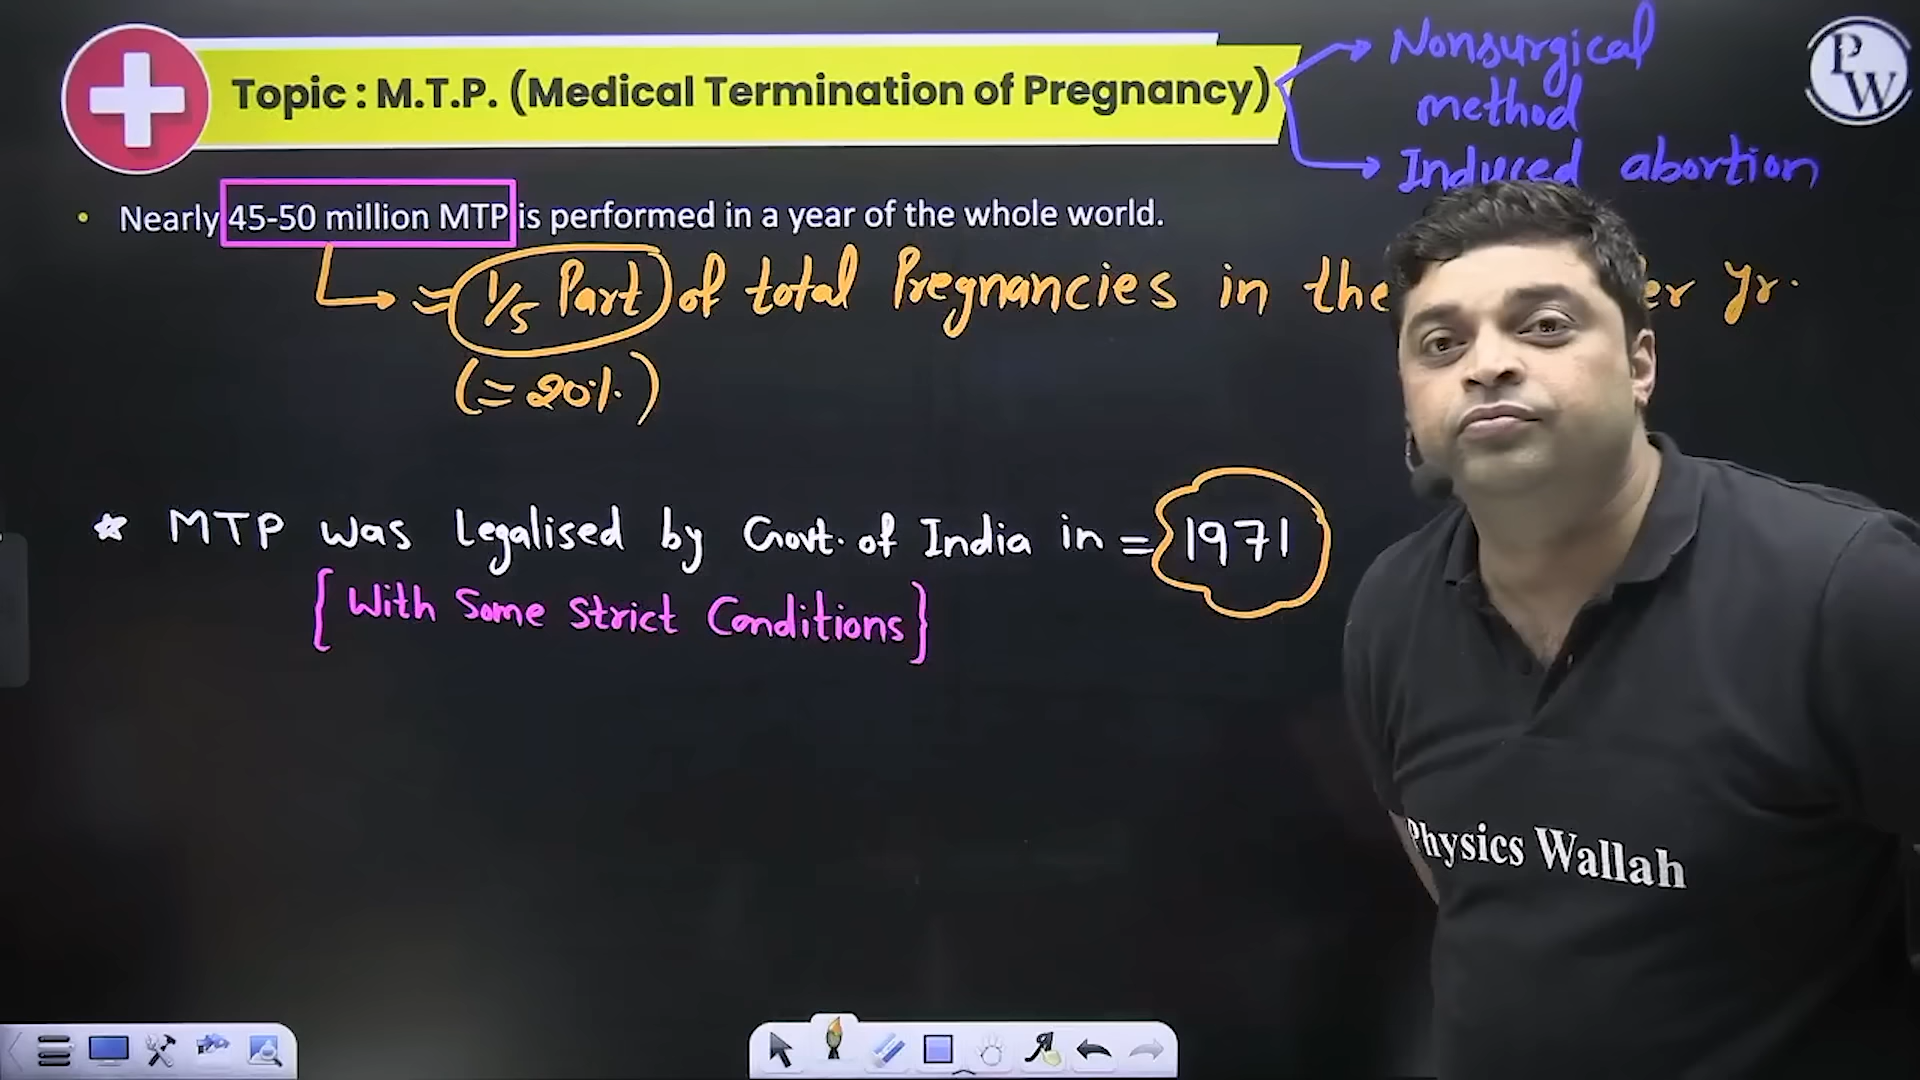 Topic : M.T.P. (Medical Termination of Pregnancy)
Nonsurgical
method
Induced abortion
PW
• Nearly 45-50 million MTP is performed in a year of the whole world.
= 1/5 Part of total Pregnancies in the yr.
(= 20%.)
* MTP was legalised by Govt. of India in = 1971
[With Some Strict Conditions}
Physics Wallah